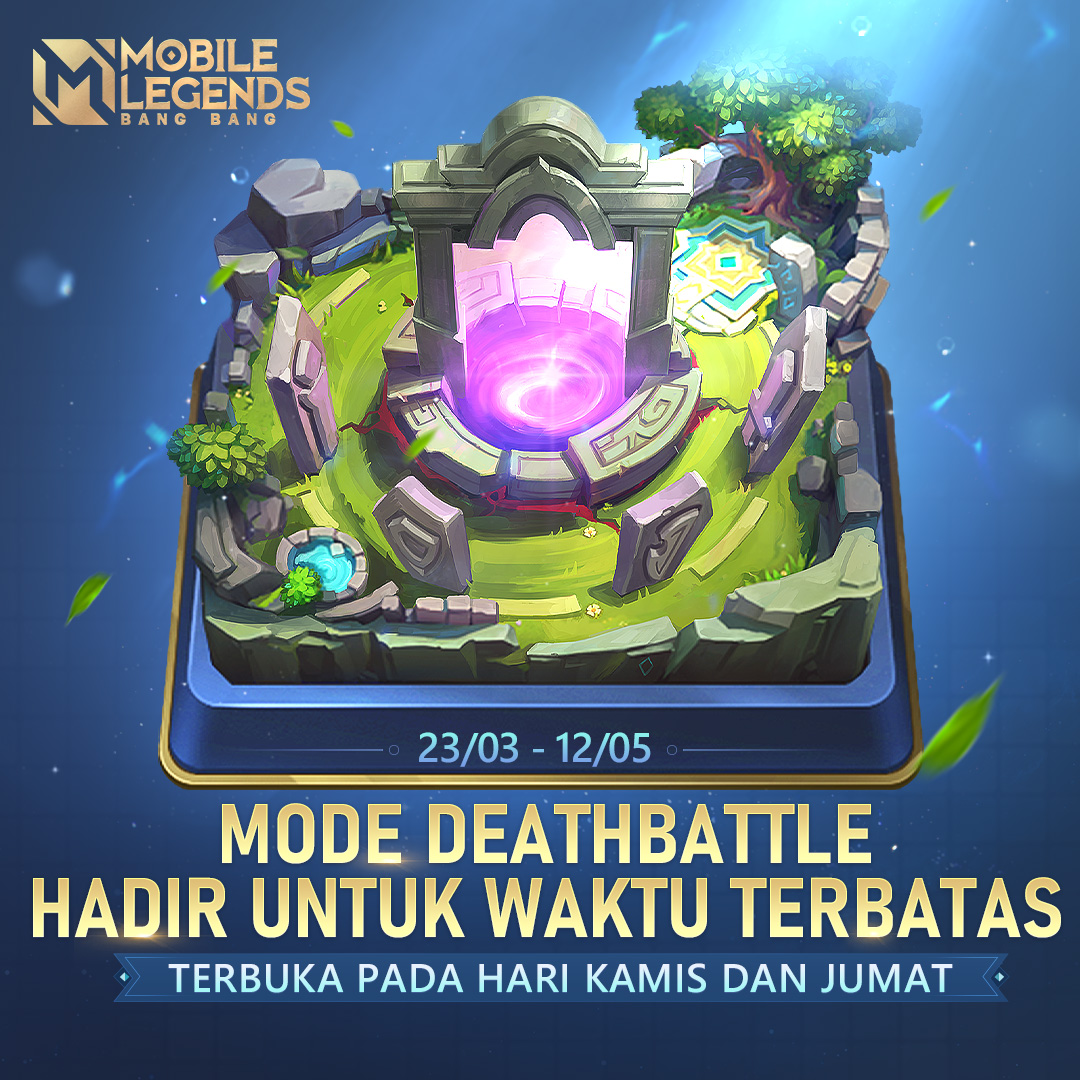 MOBILE
LEGENDS
BANG BANG
23/03 - 12/05
MODE DEATHBATTLE
HADIR UNTUK WAKTU TERBATAS
TERBUKA PADA HARI KAMIS DAN JUMAT